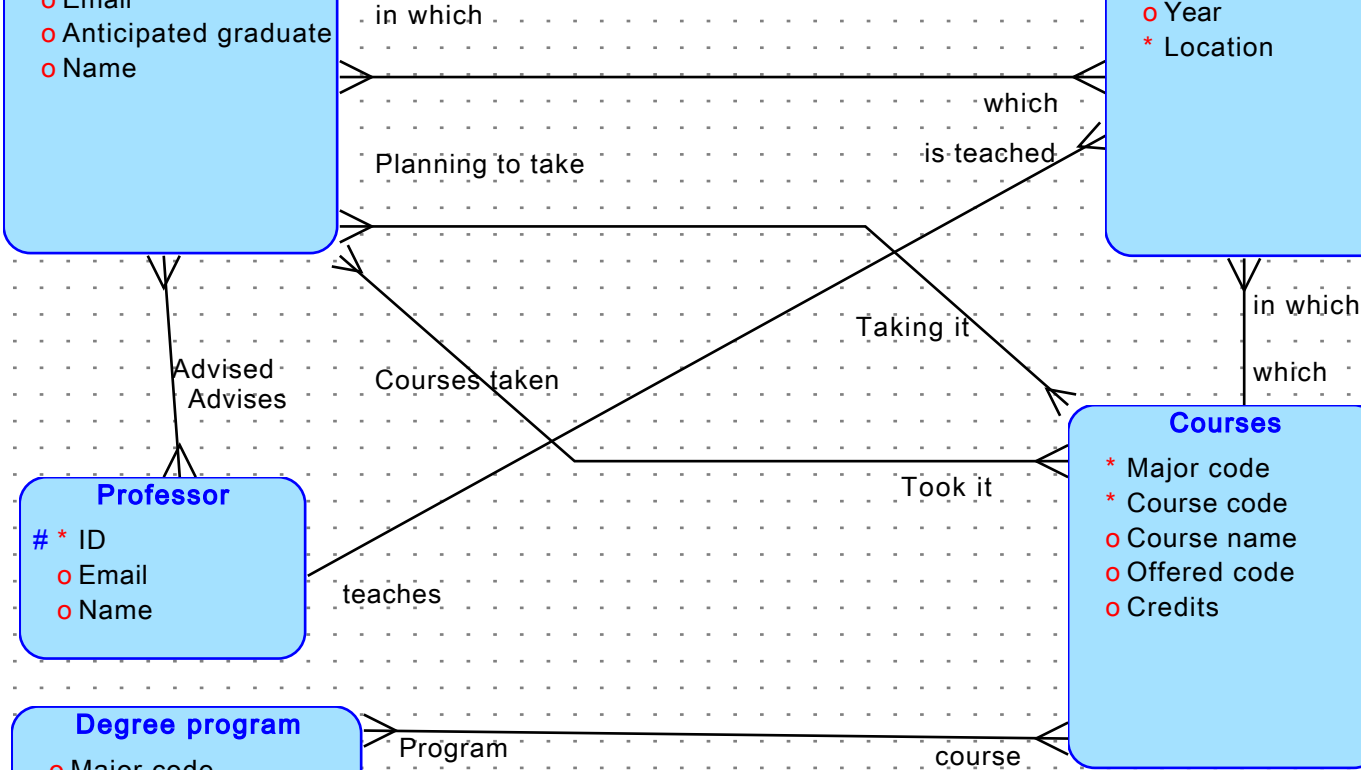 o Email
o Anticipated graduate
o Name
in which
o Year
* Location
which
is teached
Planning to take
Taking it
in which
which
Advised
Advises
Courses taken
Took it
Professor
# * ID
o Email
o Name
teaches
Courses
* Major code
* Course code
o Course name
o Offered code
o Credits
Degree program
o Major code
Program
course